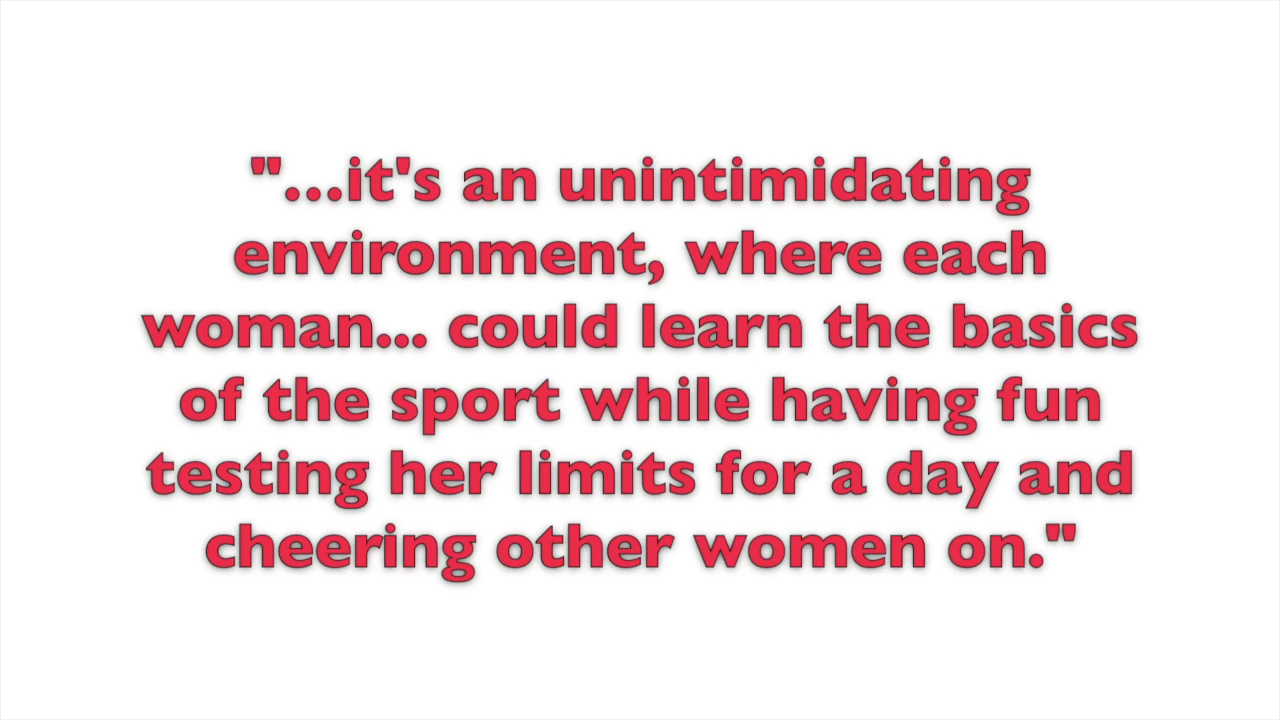 "...it's an unintimidating
environment, where each
woman... could learn the basics
of the sport while having fun
testing her limits for a day and
cheering other women on."